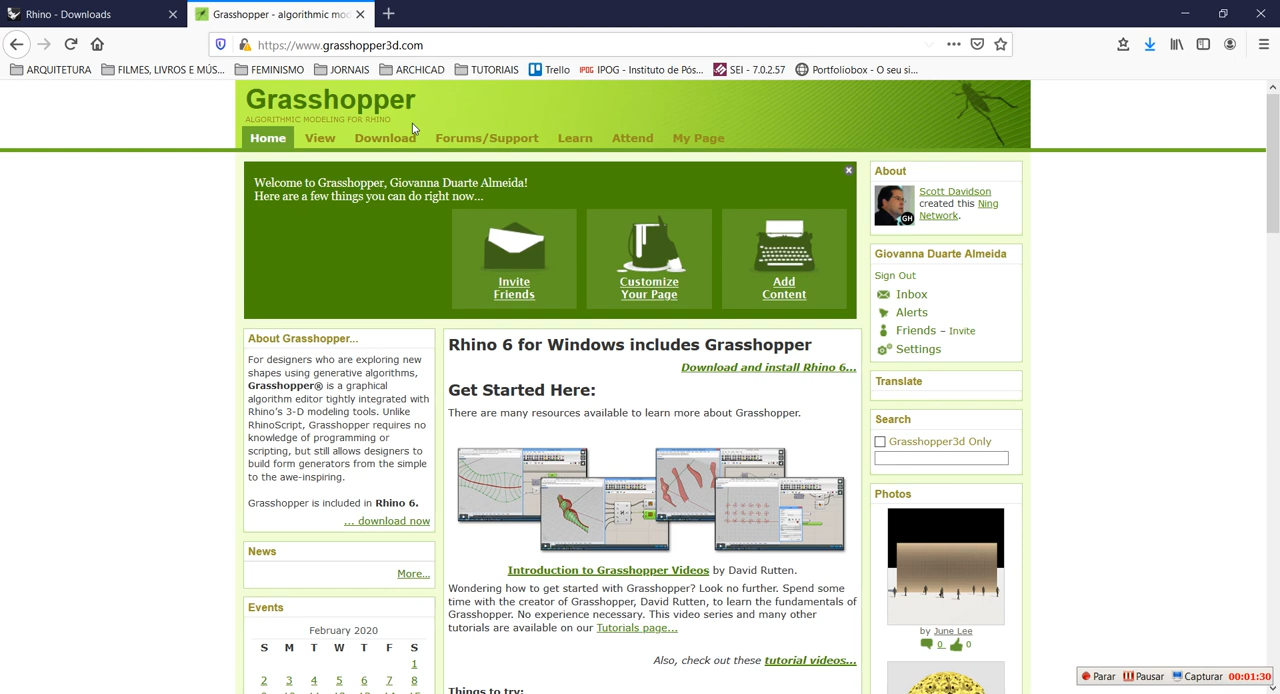 Rhino - Downloads
Grasshopper - algorithmic mo
https://www.grasshopper3d.com
ARQUITETURA
FILMES, LIVROS E MÚS...
FEMINISMO
JORNAIS
ARCHICAD
TUTORIAIS
Trello
IPOG IPOG - Instituto de Pós...
SEI - 7.0.2.57
Portfoliobox - O seu si...
Grasshopper
ALGORITHMIC MODELING FOR RHINO
Home
View
Download
Forums/Support
Learn
Attend
My Page
Welcome to Grasshopper, Giovanna Duarte Almeida!
Here are a few things you can do right now...
Invite
Friends
Customize
Your Page
Add
Content
About Grasshopper...
For designers who are exploring new
shapes using generative algorithms,
Grasshopper® is a graphical
algorithm editor tightly integrated with
Rhino's 3-D modeling tools. Unlike
RhinoScript, Grasshopper requires no
knowledge of programming or
scripting, but still allows designers to
build form generators from the simple
to the awe-inspiring.
Grasshopper is included in Rhino 6.
... download now
News
More...
Events
February 2020
S M T W T F S
1
2 3 4 5 6 7 8
Rhino 6 for Windows includes Grasshopper
Download and install Rhino 6...
Get Started Here:
There are many resources available to learn more about Grasshopper.
Introduction to Grasshopper Videos by David Rutten.
Wondering how to get started with Grasshopper? Look no further. Spend some
time with the creator of Grasshopper, David Rutten, to learn the fundamentals of
Grasshopper. No experience necessary. This video series and many other
tutorials are available on our Tutorials page...
Also, check out these tutorial videos...
Things to try:
About
GH
Scott Davidson
created this Ning
Network.
Giovanna Duarte Almeida
Sign Out
Inbox
Alerts
Friends – Invite
Settings
Translate
Search
Grasshopper3d Only
Photos
by June Lee
0 0
Parar
Pausar
Capturar
00:01:30